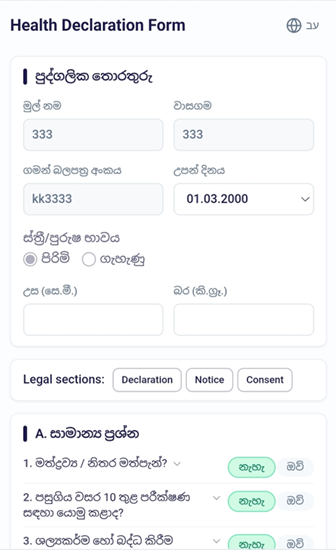 Health Declaration Form
עב
පුද්ගලික තොරතුරු
මුල් නම
වාසගම
333
333
ගමන් බලපත්‍ර අංකය
උපන් දිනය
kk3333
01.03.2000
ස්ත්‍රී/පුරුෂ භාවය
පිරිමි
ගැහැණු
උස (සෙ.මී.)
බර (කි.ග්‍රෑ.)
Legal sections:
Declaration
Notice
Consent
A. සාමාන්‍ය ප්‍රශ්න
1. මත්ද්‍රව්‍ය / නිතර මත්පැන්?
නැහැ
ඔව්
2. පසුගිය වසර 10 තුළ පරීක්ෂණ
සඳහා යොමු කළාද?
නැහැ
ඔව්
3. ශල්‍යකර්ම හෝ බද්ධ කිරීම
නැහැ
ඔව්